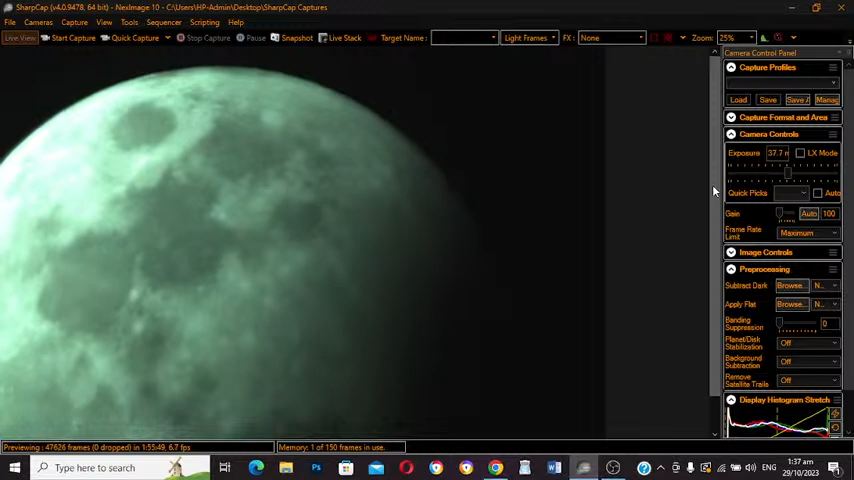 SharpCap (v4.0.9478, 64 bit) - NexImage 10 - C:\Users\HP-Admin\Desktop\SharpCap Captures
File Cameras Capture View Tools Sequencer Scripting Help
Live View Start Capture Quick Capture Stop Capture Pause Snapshot Live Stack Target Name : Light Frames FX : None Zoom: 25%
Camera Control Panel
Capture Profiles
Load Save Save A Manag
Capture Format and Area
Camera Controls
Exposure 37.7 LX Mode
Quick Picks Auto
Gain Auto 100
Frame Rate Limit Maximum
Image Controls
Preprocessing
Subtract Dark Browse... N...
Apply Flat Browse... N...
Banding Suppression 0
Planet/Disk Stabilization Off
Background Subtraction Off
Remove Satellite Trails Off
Display Histogram Stretch
Previewing : 47626 frames (0 dropped) in 1:55:49, 6.7 fps Memory: 1 of 150 frames in use.
Type here to search
ENG
1:37 am
29/10/2023